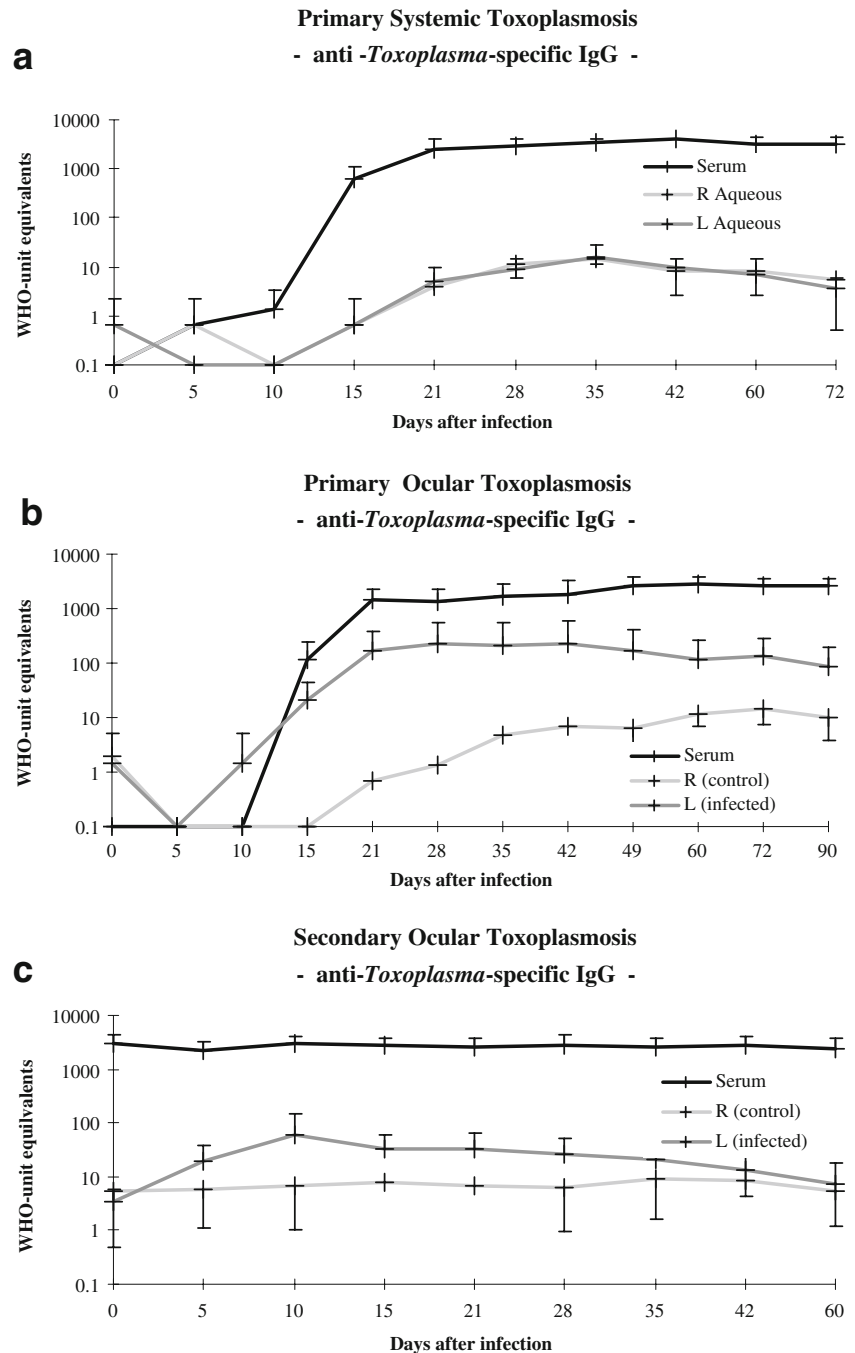 Primary Systemic Toxoplasmosis
a
- anti -Toxoplasma-specific IgG -
10000
1000
100
10
1
0.1
WHO-unit equivalents
Serum
R Aqueous
L Aqueous
0 5 10 15 21 28 35 42 60 72
Days after infection
Primary Ocular Toxoplasmosis
b
- anti-Toxoplasma-specific IgG -
10000
1000
100
10
1
0.1
WHO-unit equivalents
Serum
R (control)
L (infected)
0 5 10 15 21 28 35 42 49 60 72 90
Days after infection
Secondary Ocular Toxoplasmosis
c
- anti-Toxoplasma-specific IgG -
10000
1000
100
10
1
0.1
WHO-unit equilvalents
Serum
R (control)
L (infected)
0 5 10 15 21 28 35 42 60
Days after infection